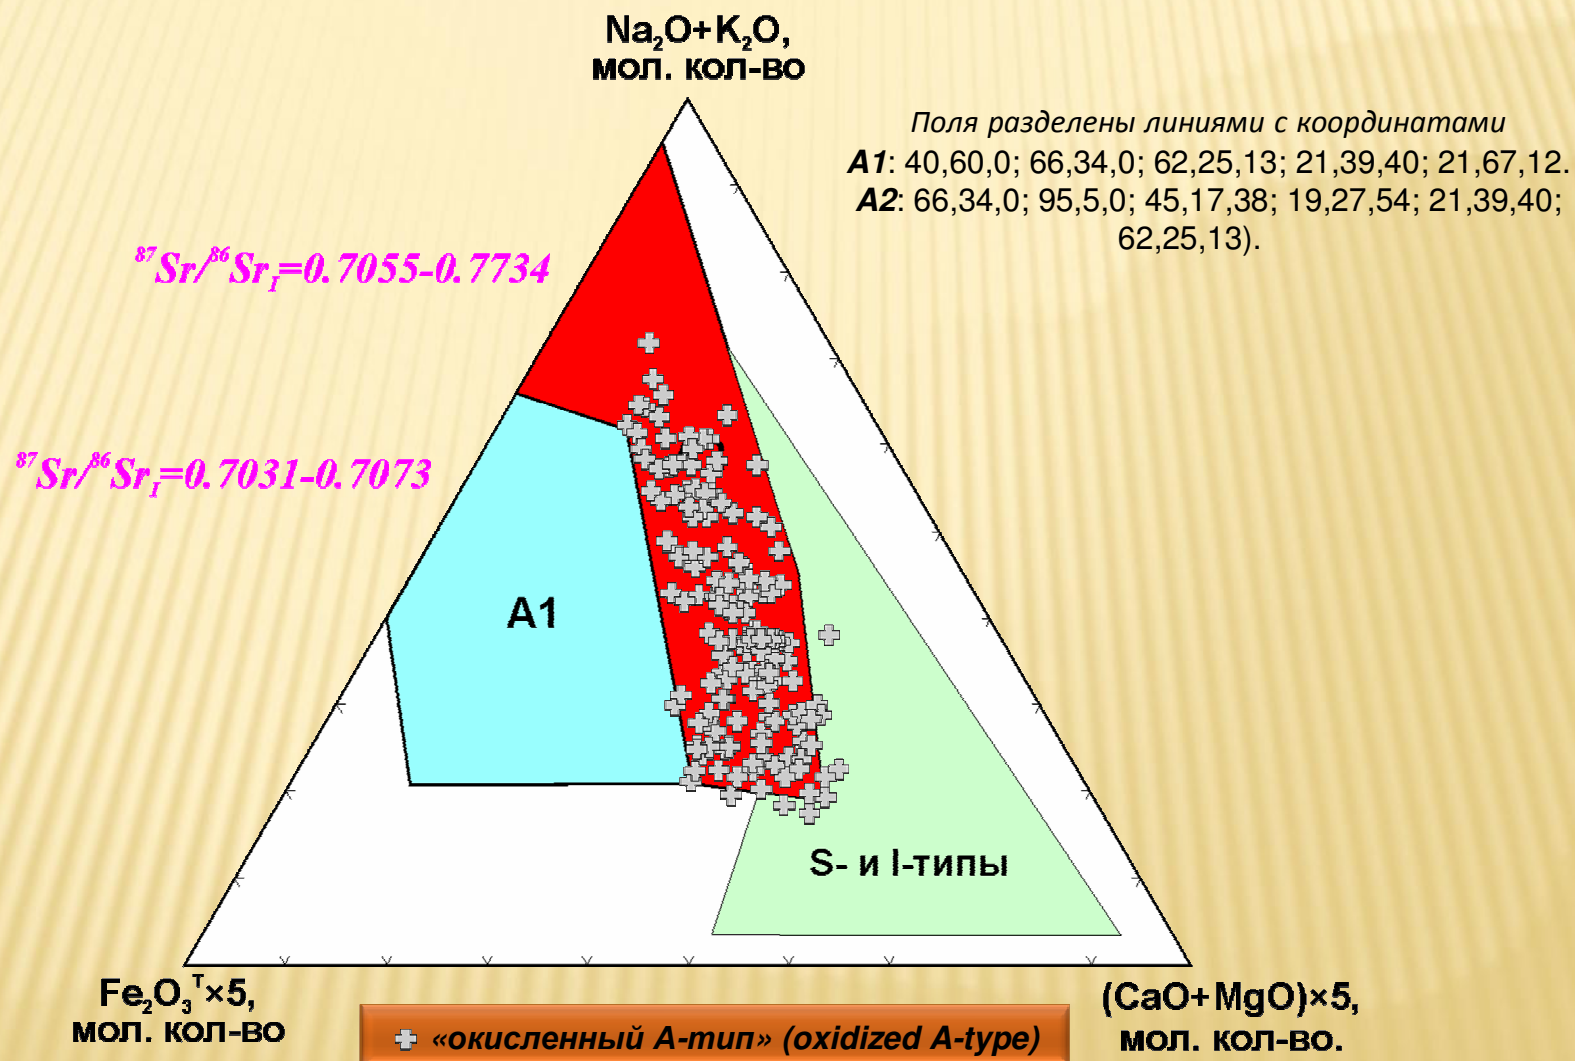 Na₂O+K₂O,
мол. кол-во
Поля разделены линиями с координатами
A1: 40,60,0; 66,34,0; 62,25,13; 21,39,40; 21,67,12.
A2: 66,34,0; 95,5,0; 45,17,38; 19,27,54; 21,39,40;
62,25,13).
⁸⁷Sr/⁸⁶Sr_I=0.7055-0.7734
⁸⁷Sr/⁸⁶Sr_I=0.7031-0.7073
A1
S- и I-типы
Fe₂O₃ᵀ×5,
мол. кол-во
(CaO+MgO)×5,
мол. кол-во.
«окисленный А-тип» (oxidized A-type)